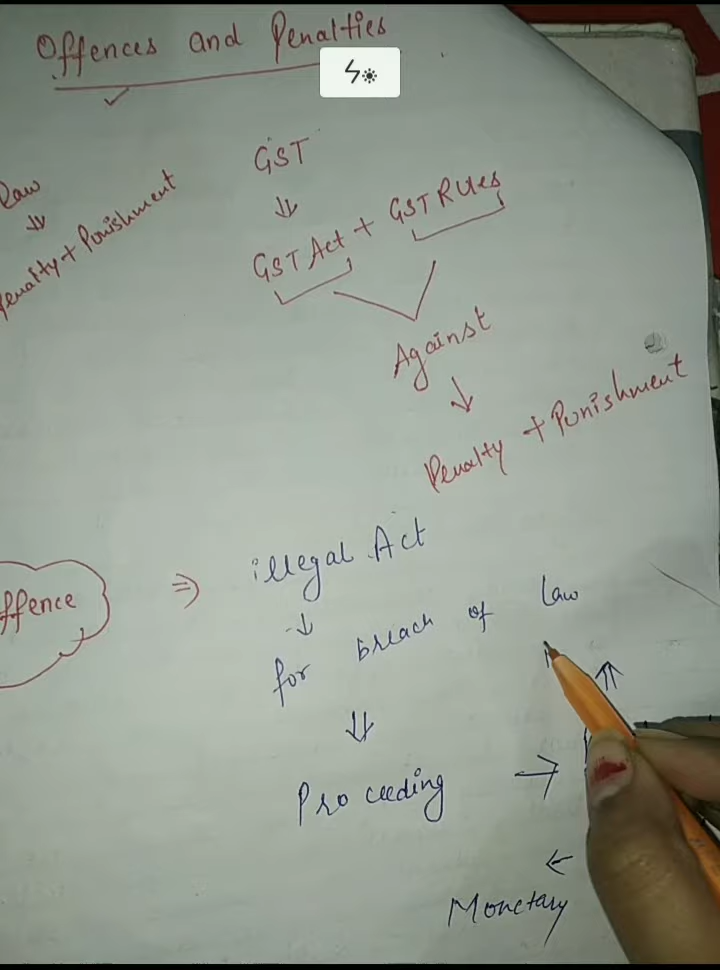 Offences and Penalties
GST
Law
Penalty + Punishment
GST Act + GST Rules
Against
Penalty + Punishment
illegal Act
ffence
for breach of law
Proceeding
Monetary